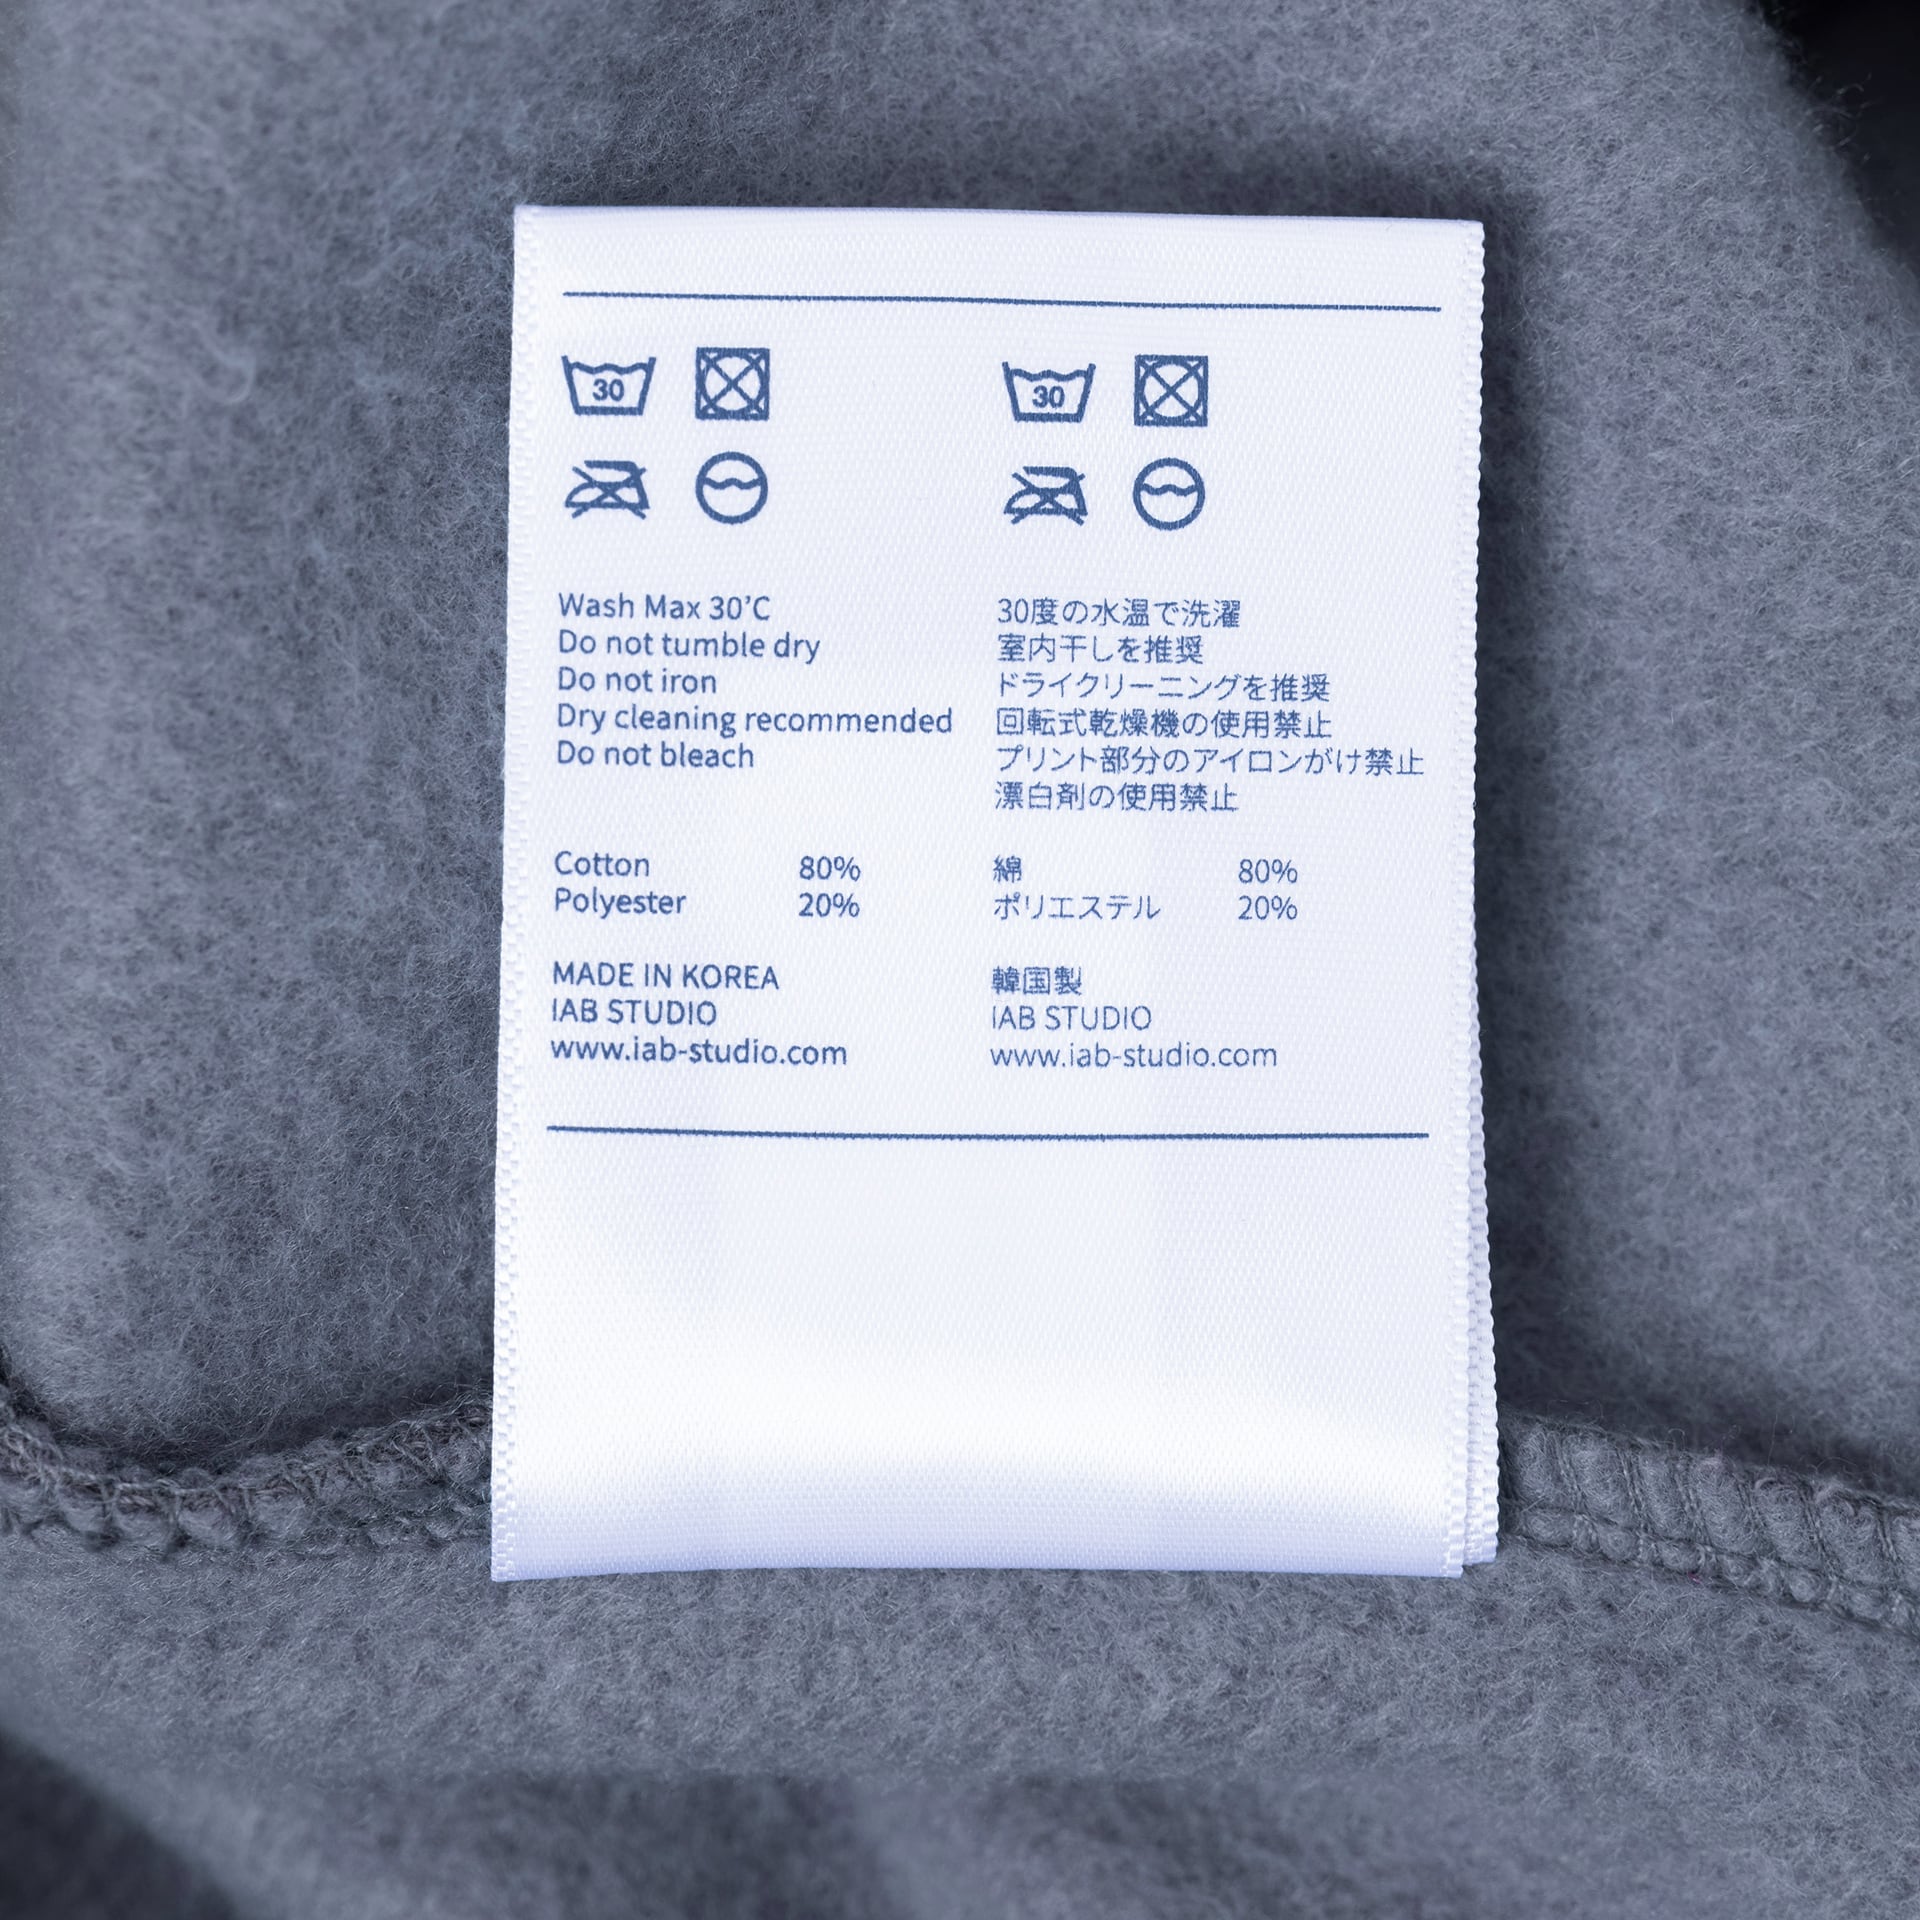 30
30
Wash Max 30'C
Do not tumble dry
Do not iron
Dry cleaning recommended
Do not bleach
Cotton 80%
Polyester 20%
MADE IN KOREA
IAB STUDIO
www.iab-studio.com
30度の水温で洗濯
室内干しを推奨
ドライクリーニングを推奨
回転式乾燥機の使用禁止
プリント部分のアイロンがけ禁止
漂白剤の使用禁止
綿 80%
ポリエステル 20%
韓国製
IAB STUDIO
www.iab-studio.com